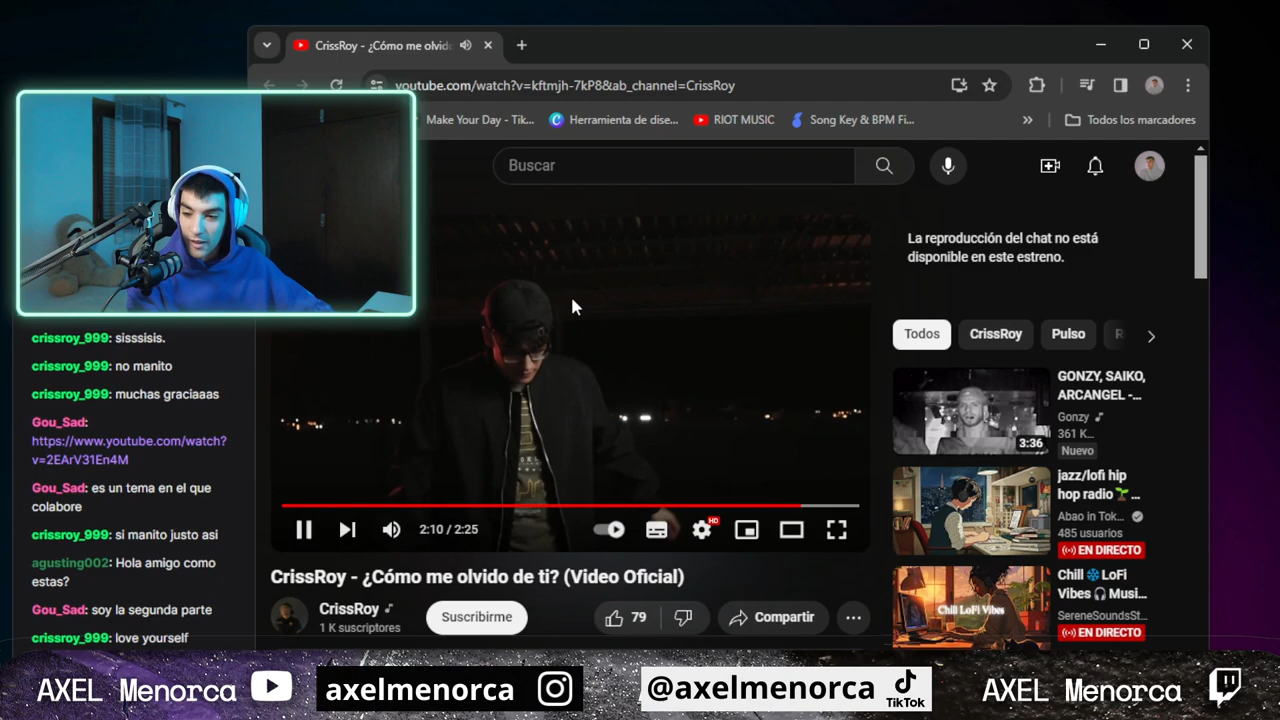 CrissRoy - ¿Cómo me olvido
youtube.com/watch?v=kftmjh-7kP8&ab_channel=CrissRoy
Make Your Day - Tik...
Herramienta de dise...
RIOT MUSIC
Song Key & BPM Fi...
Todos los marcadores
Buscar
La reproducción del chat no está
disponible en este estreno.
Todos
CrissRoy
Pulso
R
GONZY, SAIKO,
ARCANGEL -...
Gonzy
361 K...
Nuevo
3:36
jazz/lofi hip
hop radio🌱...
Abao in Tok...
485 usuarios
EN DIRECTO
Chill ❄️LoFi
Vibes 🎧 Musi...
SereneSoundsSt...
EN DIRECTO
Chill LoFi Vibes
crissroy_999: sisssisis.
crissroy_999: no manito
crissroy_999: muchas graciaaas
Gou_Sad:
https://www.youtube.com/watch?
v=2EArV31En4M
Gou_Sad: es un tema en el que
colabore
crissroy_999: si manito justo asi
agusting002: Hola amigo como
estas?
Gou_Sad: soy la segunda parte
crissroy_999: love yourself
2:10 / 2:25
HD
CrissRoy - ¿Cómo me olvido de ti? (Video Oficial)
CrissRoy
1 K suscriptores
Suscribirme
79
Compartir
AXEL Menorca
axelmenorca
@axelmenorca
TikTok
AXEL Menorca